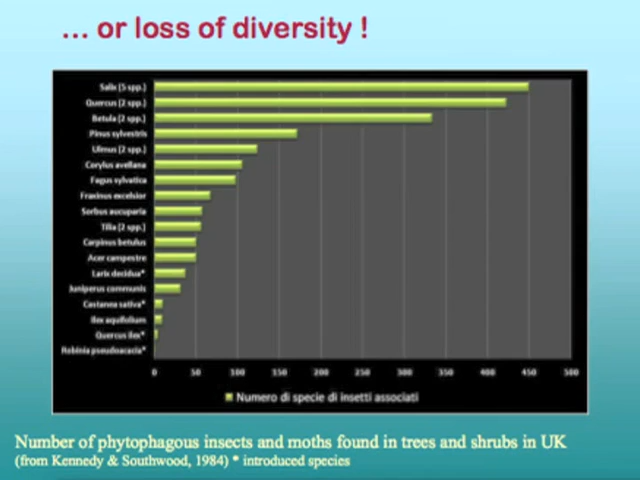 ... or loss of diversity !
Salix (5 spp.)
Quercus (2 spp.)
Betula (2 spp.)
Pinus sylvestris
Ulmus (2 spp.)
Corylus avellana
Fagus sylvatica
Fraxinus excelsior
Sorbus aucuparia
Tilia (2 spp.)
Carpinus betulus
Acer campestre
Larix decidua*
Juniperus communis
Castanea sativa*
Ilex aquifolium
Quercus ilex*
Robinia pseudoacacia*
0 50 100 150 200 250 300 350 400 450 500
Numero di specie di insetti associati
Number of phytophagous insects and moths found in trees and shrubs in UK
(from Kennedy & Southwood, 1984) * introduced species